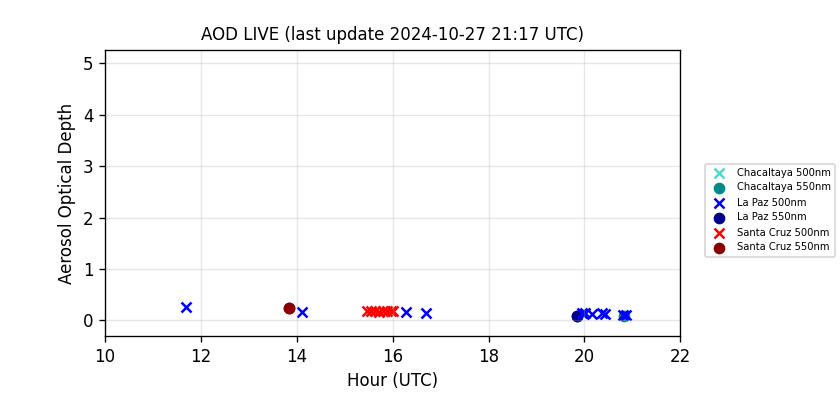 AOD LIVE (last update 2024-10-27 21:17 UTC)
Aerosol Optical Depth
5
4
3
2
1
0
10 12 14 16 18 20 22
Hour (UTC)
Chacaltaya 500nm
Chacaltaya 550nm
La Paz 500nm
La Paz 550nm
Santa Cruz 500nm
Santa Cruz 550nm